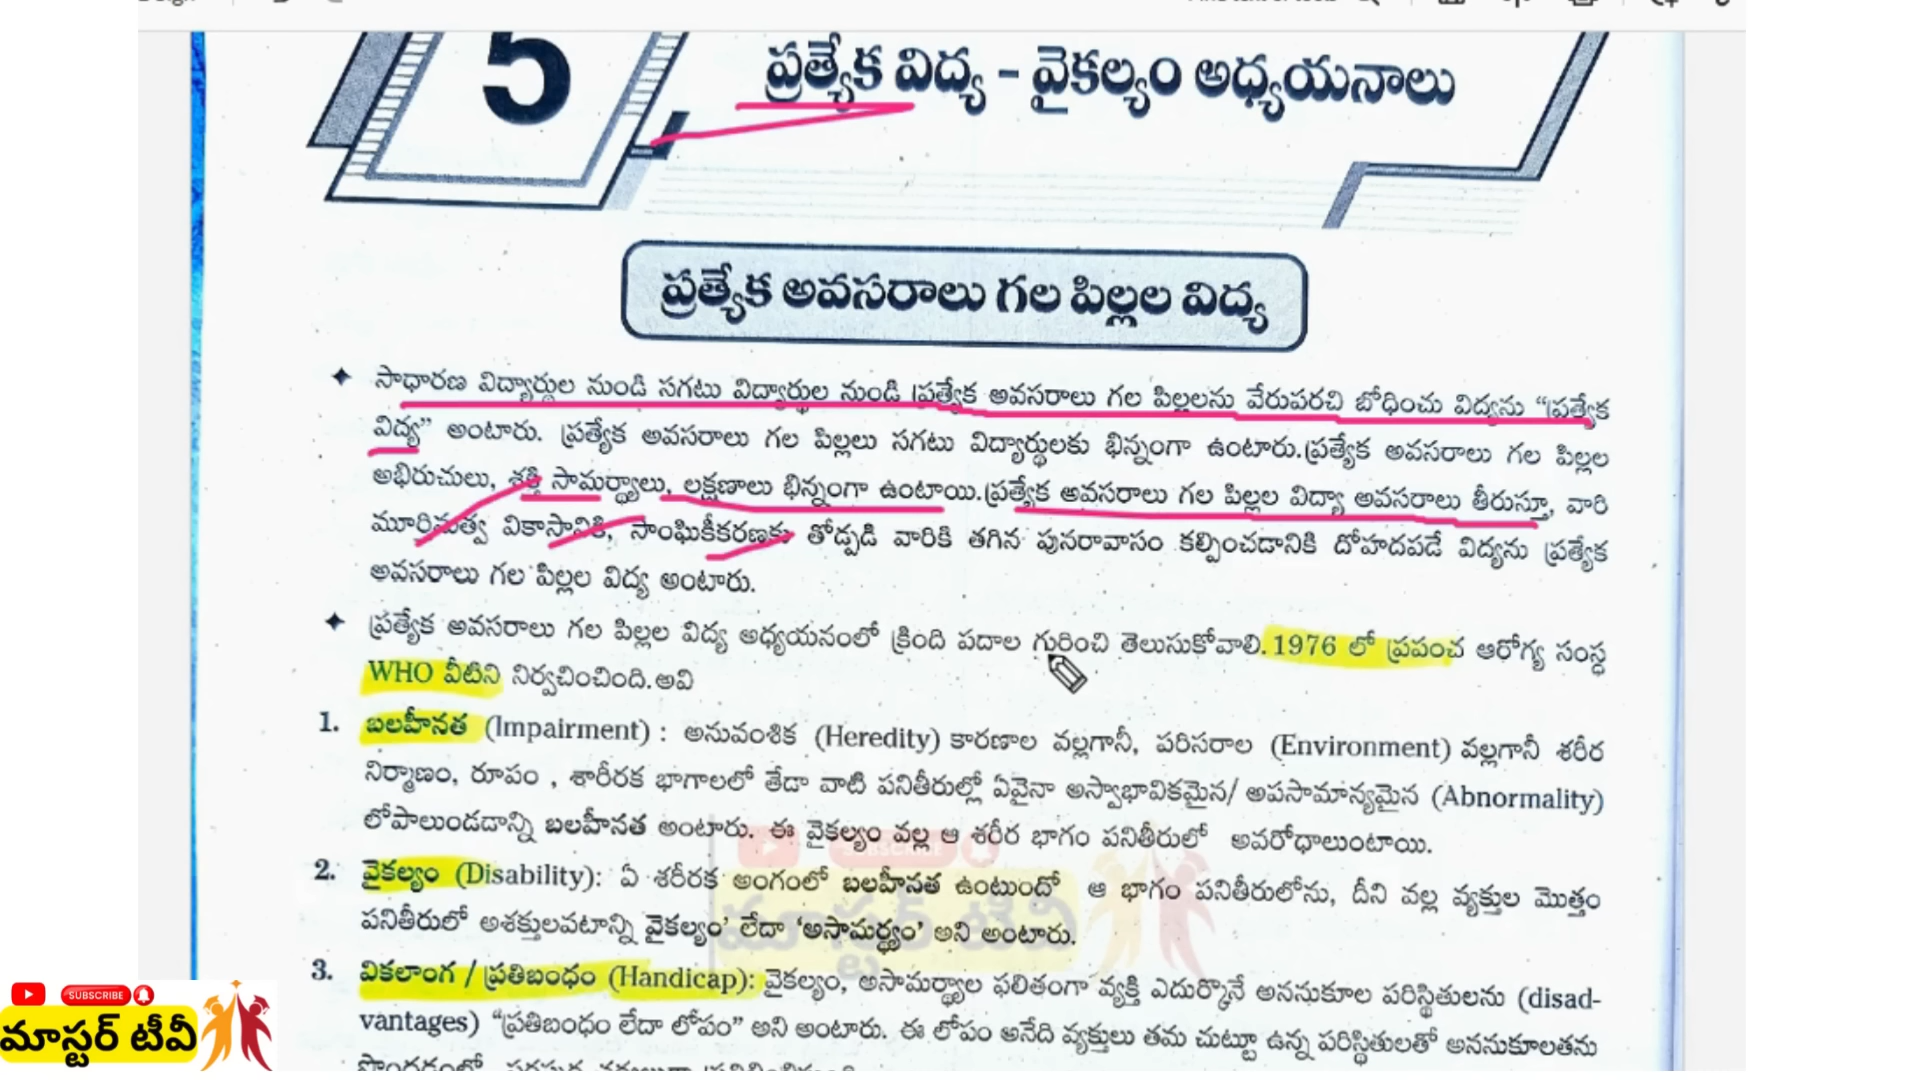 5
ప్రత్యేక విద్య - వైకల్యం అధ్యయనాలు
ప్రత్యేక అవసరాలు గల పిల్లల విద్య
✦ సాధారణ విద్యార్థుల నుండి సగటు విద్యార్థుల నుండి ప్రత్యేక అవసరాలు గల పిల్లలను వేరుపరచి బోధించు విద్యను “ప్రత్యేక
విద్య” అంటారు. ప్రత్యేక అవసరాలు గల పిల్లలు సగటు విద్యార్థులకు భిన్నంగా ఉంటారు.ప్రత్యేక అవసరాలు గల పిల్లల
అభిరుచులు, శక్తి సామర్థ్యాలు, లక్షణాలు భిన్నంగా ఉంటాయి.ప్రత్యేక అవసరాలు గల పిల్లల విద్యా అవసరాలు తీరుస్తూ, వారి
మూర్తిమత్వ వికాసానికి, సాంఘికీకరణకు తోడ్పడి వారికి తగిన పునరావాసం కల్పించడానికి దోహదపడే విద్యను ప్రత్యేక
అవసరాలు గల పిల్లల విద్య అంటారు.
✦ ప్రత్యేక అవసరాలు గల పిల్లల విద్య అధ్యయనంలో క్రింది పదాల గురించి తెలుసుకోవాలి. 1976 లో ప్రపంచ ఆరోగ్య సంస్థ
WHO వీటిని నిర్వచించింది.అవి
1. బలహీనత (Impairment) : అనువంశిక (Heredity) కారణాల వల్లగానీ, పరిసరాల (Environment) వల్లగానీ శరీర
నిర్మాణం, రూపం , శారీరక భాగాలలో తేడా వాటి పనితీరుల్లో ఏవైనా అస్వాభావికమైన/ అపసామాన్యమైన (Abnormality)
లోపాలుండదాన్ని బలహీనత అంటారు. ఈ వైకల్యం వల్ల ఆ శరీర భాగం పనితీరులో అవరోధాలుంటాయి.
2. వైకల్యం (Disability): ఏ శరీరక అంగంలో బలహీనత ఉంటుందో ఆ భాగం పనితీరులోను, దీని వల్ల వ్యక్తుల మొత్తం
పనితీరులో అశక్తులవటాన్ని వైకల్యం’ లేదా ‘అసామర్థ్యం’ అని అంటారు.
3. వికలాంగ / ప్రతిబంధం (Handicap): వైకల్యం, అసామర్థ్యాల ఫలితంగా వ్యక్తి ఎదుర్కొనే అననుకూల పరిస్థితులను (disad-
vantages) “ప్రతిబంధం లేదా లోపం” అని అంటారు. ఈ లోపం అనేది వ్యక్తులు తమ చుట్టూ ఉన్న పరిస్థితులతో అననుకూలతను
SUBSCRIBE
మాస్టర్ టీవీ
SUBSCRIBE
మాస్టర్ టీవీ